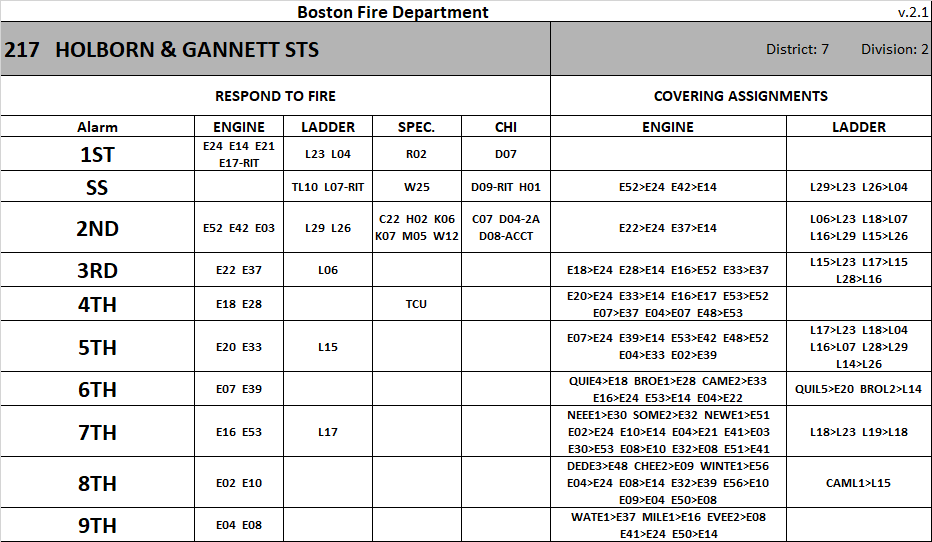 Boston Fire Department v.2.1
217 HOLBORN & GANNETT STS District: 7 Division: 2
RESPOND TO FIRE COVERING ASSIGNMENTS
Alarm ENGINE LADDER SPEC. CHI ENGINE LADDER
1ST
E24 E14 E21
E17-RIT
L23 L04
R02
D07
SS
TL10 L07-RIT
W25
D09-RIT H01
E52>E24 E42>E14
L29>L23 L26>L04
2ND
E52 E42 E03
L29 L26
C22 H02 K06
K07 M05 W12
C07 D04-2A
D08-ACCT
E22>E24 E37>E14
L06>L23 L18>L07
L16>L29 L15>L26
3RD
E22 E37
L06
E18>E24 E28>E14 E16>E52 E33>E37
L15>L23 L17>L15
L28>L16
4TH
E18 E28
TCU
E20>E24 E33>E14 E16>E17 E53>E52
E07>E37 E04>E07 E48>E53
5TH
E20 E33
L15
E07>E24 E39>E14 E53>E42 E48>E52
E04>E33 E02>E39
L17>L23 L18>L04
L16>L07 L28>L29
L14>L26
6TH
E07 E39
QUIE4>E18 BROE1>E28 CAME2>E33
E16>E24 E53>E14 E04>E22
QUIL5>E20 BROL2>L14
7TH
E16 E53
L17
NEEE1>E30 SOME2>E32 NEWE1>E51
E02>E24 E10>E14 E04>E21 E41>E03
E30>E53 E08>E10 E32>E08 E51>E41
L18>L23 L19>L18
8TH
E02 E10
DEDE3>E48 CHEE2>E09 WINTE1>E56
E04>E24 E08>E14 E32>E39 E56>E10
E09>E04 E50>E08
CAML1>L15
9TH
E04 E08
WATE1>E37 MILE1>E16 EVEE2>E08
E41>E24 E50>E14